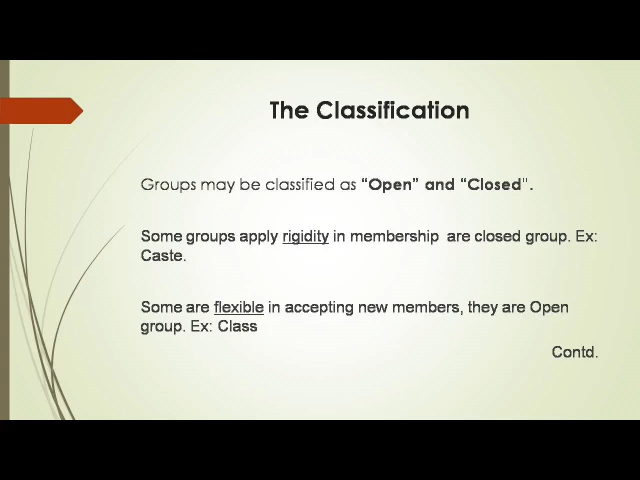 The Classification
Groups may be classified as “Open” and “Closed".
Some groups apply rigidity in membership are closed group. Ex:
Caste.
Some are flexible in accepting new members, they are Open
group. Ex: Class
Contd.